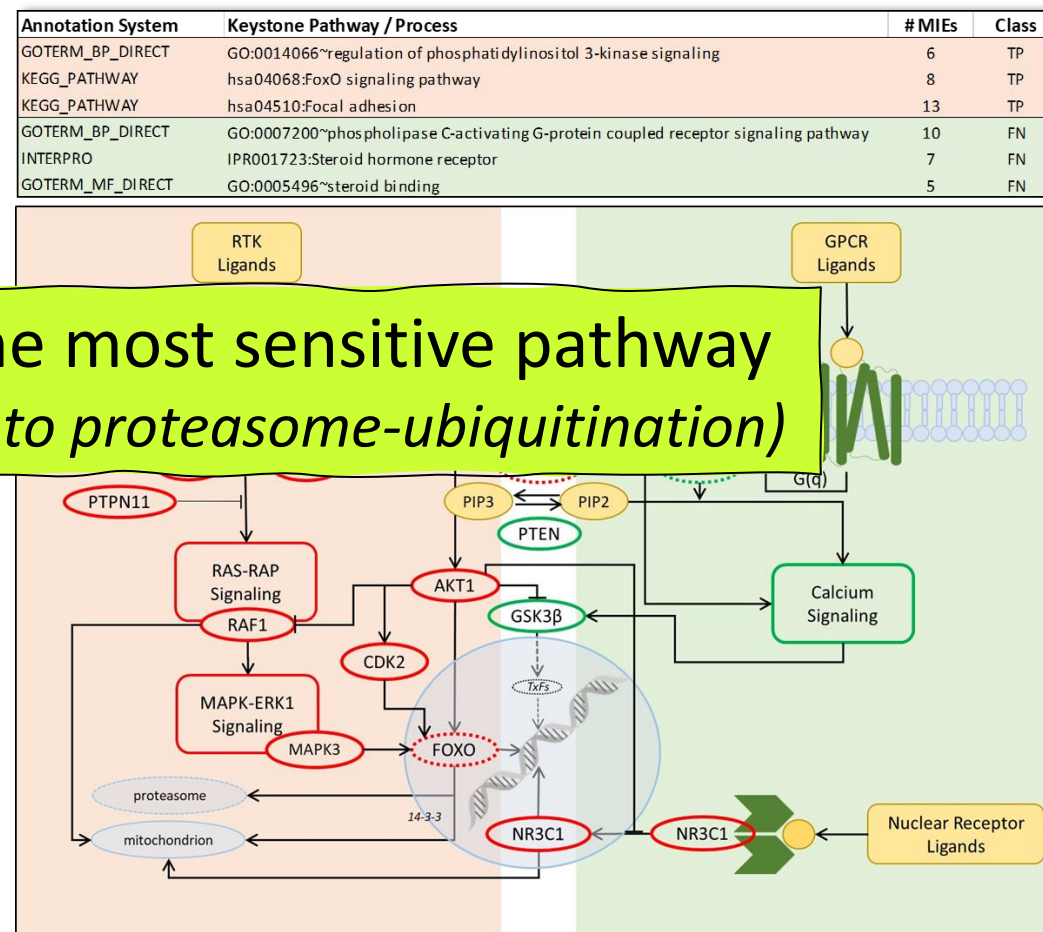 Annotation System Keystone Pathway / Process # MIEs Class
GOTERM_BP_DIRECT GO:0014066~regulation of phosphatidylinositol 3-kinase signaling 6 TP
KEGG_PATHWAY hsa04068:FoxO signaling pathway 8 TP
KEGG_PATHWAY hsa04510:Focal adhesion 13 TP
GOTERM_BP_DIRECT GO:0007200~phospholipase C-activating G-protein coupled receptor signaling pathway 10 FN
INTERPRO IPR001723:Steroid hormone receptor 7 FN
GOTERM_MF_DIRECT GO:0005496~steroid binding 5 FN
RTK
Ligands
GPCR
Ligands
most sensitive pathway
to proteasome-ubiquitination)
G(q)
PTPN11
PIP3
PIP2
PTEN
RAS-RAP
Signaling
RAF1
AKT1
GSK3β
Calcium
Signaling
CDK2
TxFs
MAPK-ERK1
Signaling
MAPK3
FOXO
proteasome
14-3-3
mitochondrion
NR3C1
NR3C1
Nuclear Receptor
Ligands